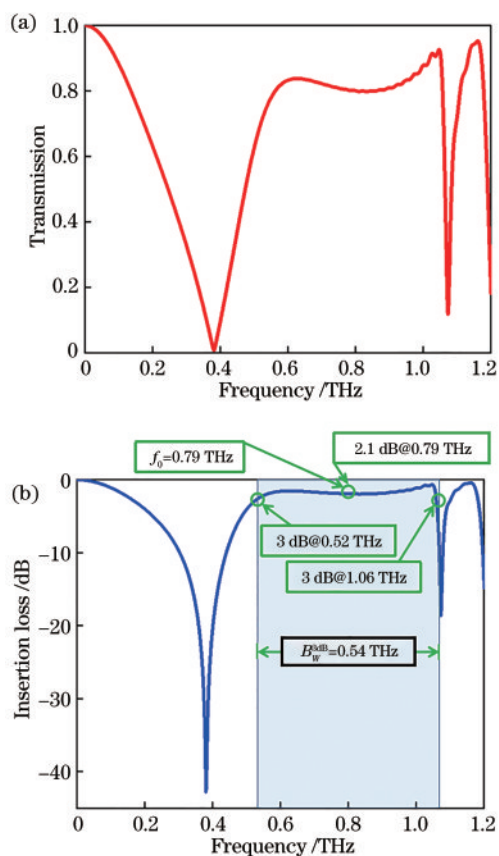 (a)
1.0
0.8
0.6
0.4
0.2
0
Transmission
0 0.2 0.4 0.6 0.8 1.0 1.2
Frequency /THz
f₀=0.79 THz
2.1 dB@0.79 THz
(b)
0
−10
−20
−30
−40
Insertion loss /dB
3 dB@0.52 THz
3 dB@1.06 THz
B_W^{3dB}=0.54 THz
0 0.2 0.4 0.6 0.8 1.0 1.2
Frequency /THz